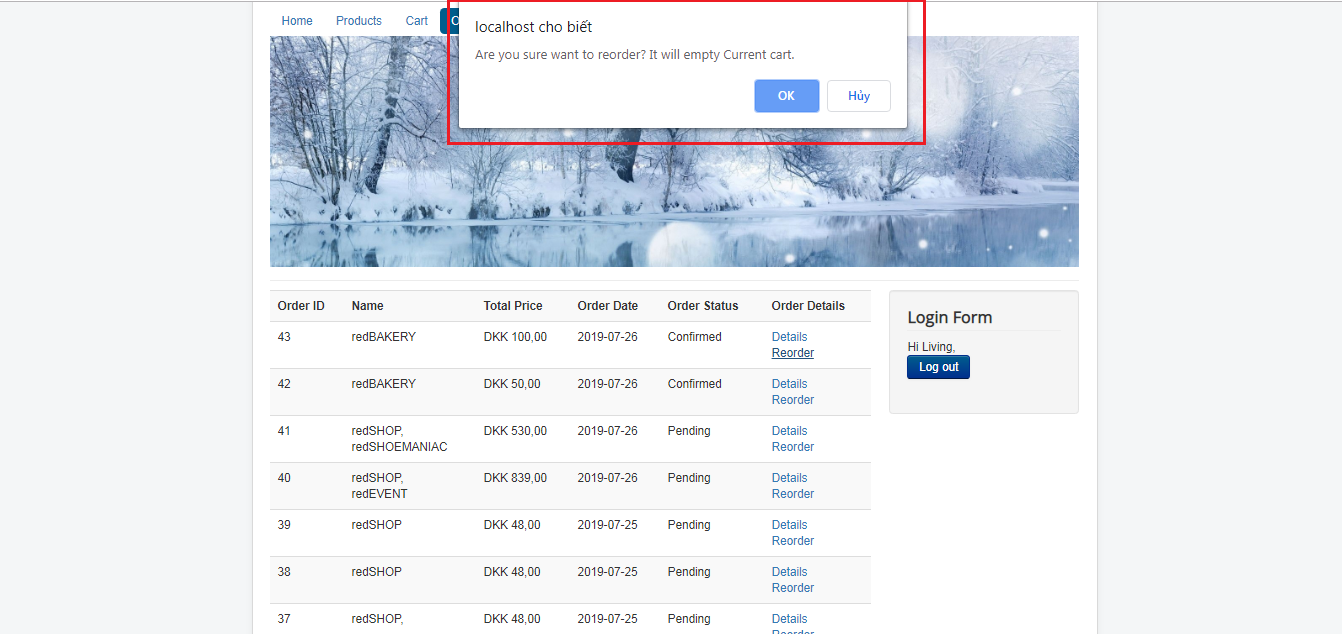 Home Products Cart O
localhost cho biết
Are you sure want to reorder? It will empty Current cart.
OK Hủy
Order ID Name Total Price Order Date Order Status Order Details
43 redBAKERY DKK 100,00 2019-07-26 Confirmed Details
Reorder
42 redBAKERY DKK 50,00 2019-07-26 Confirmed Details
Reorder
41 redSHOP, DKK 530,00 2019-07-26 Pending Details
redSHOEMANIAC Reorder
40 redSHOP, DKK 839,00 2019-07-26 Pending Details
redEVENT Reorder
39 redSHOP DKK 48,00 2019-07-25 Pending Details
Reorder
38 redSHOP DKK 48,00 2019-07-25 Pending Details
Reorder
37 redSHOP, DKK 48,00 2019-07-25 Pending Details
Reorder
Login Form
Hi Living,
Log out